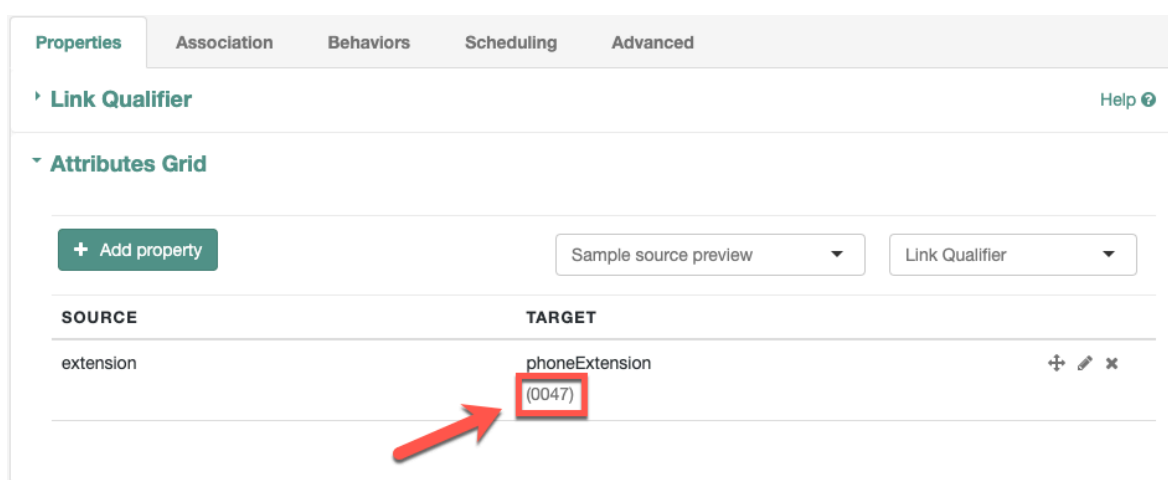 Properties Association Behaviors Scheduling Advanced
Link Qualifier Help
Attributes Grid
+ Add property Sample source preview Link Qualifier
SOURCE TARGET
extension phoneExtension
(0047)